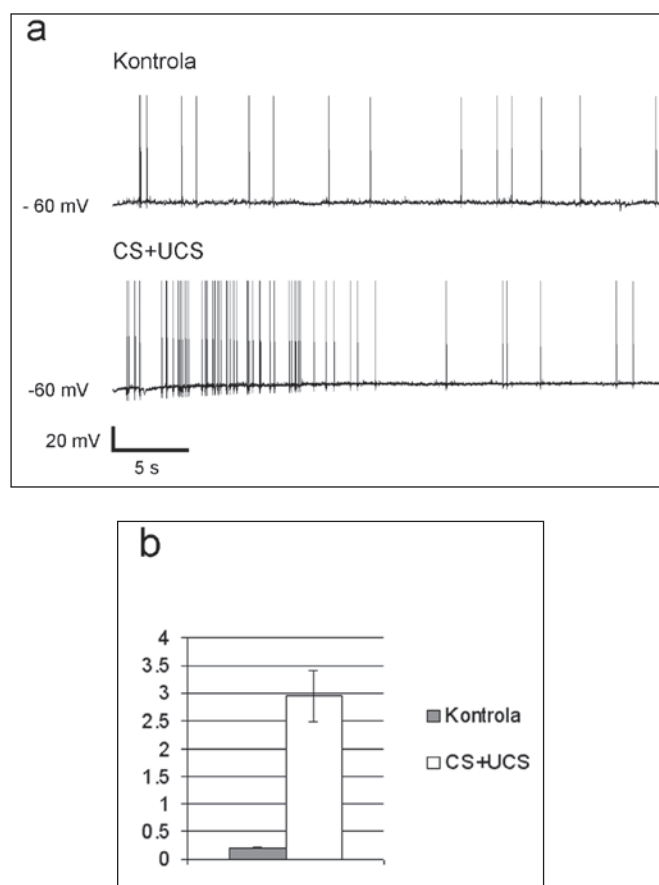 a
Kontrola
- 60 mV
CS+UCS
-60 mV
20 mV
5 s
b
4
3.5
3
2.5
2
1.5
1
0.5
0
Kontrola
CS+UCS